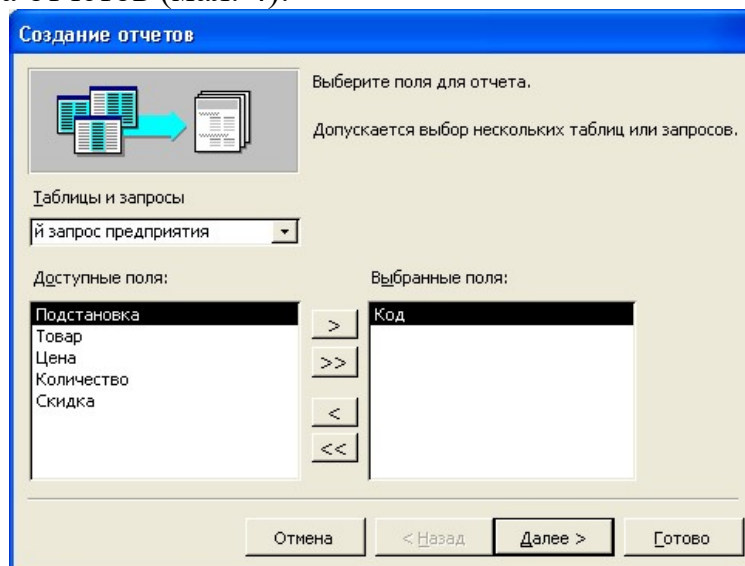 Создание отчетов
Выберите поля для отчета.
Допускается выбор нескольких таблиц или запросов.
Таблицы и запросы
й запрос предприятия
Доступные поля:
Выбранные поля:
Подстановка
Товар
Цена
Количество
Скидка
>
>>
<
<<
Код
Отмена
< Назад
Далее >
Готово